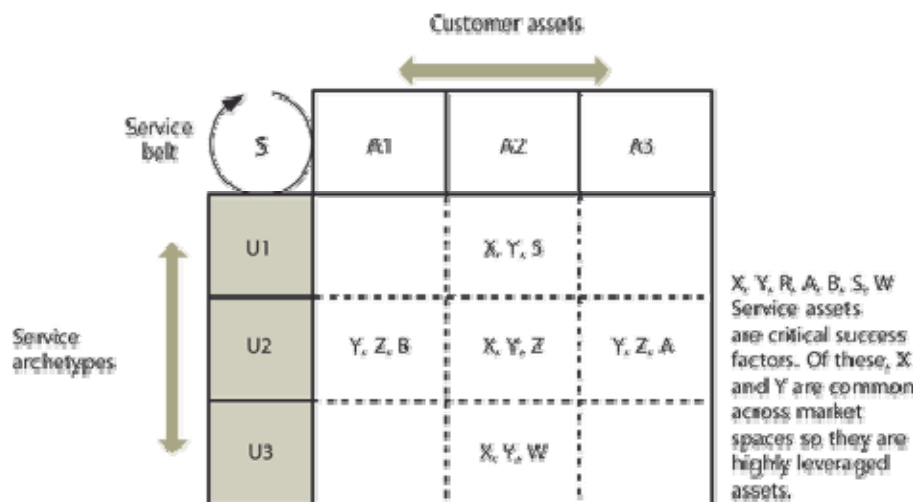 Customer assets
Service
belt
S
A1
A2
A3
U1
X, Y, S
Service
archetypes
U2
Y, Z, B
X, Y, Z
Y, Z, A
U3
X, Y, W
X, Y, R, A, B, S, W
Service assets
are critical success
factors. Of these, X
and Y are common
across market
spaces so they are
highly leveraged
assets.